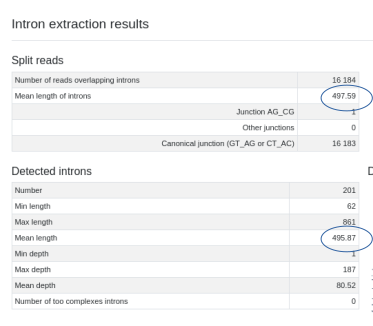 Intron extraction results
Split reads
Number of reads overlapping introns 16 184
Mean length of introns 497.59
Junction AG_CG 1
Other junctions 0
Canonical junction (GT_AG or CT_AC) 16 183
Detected introns
Number 201
Min length 62
Max length 861
Mean length 495.87
Min depth 1
Max depth 187
Mean depth 80.52
Number of too complexes introns 0